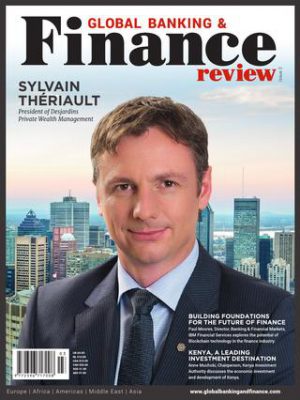 GLOBAL BANKING &
Finance
review
Issue 3
SYLVAIN
THÉRIAULT
President of Desjardins
Private Wealth Management
BUILDING FOUNDATIONS
FOR THE FUTURE OF FINANCE
Paul Moores, Director, Banking & Financial Markets,
IBM Financial Services explores the potential of
Blockchain technology in the finance industry
KENYA, A LEADING
INVESTMENT DESTINATION
Anne Muchoki, Chairperson, Kenya Investment
Authority discusses the economic investment
and development of Kenya.
Europe | Africa | Americas | Middle East | Asia
www.globalbankingandfinance.com